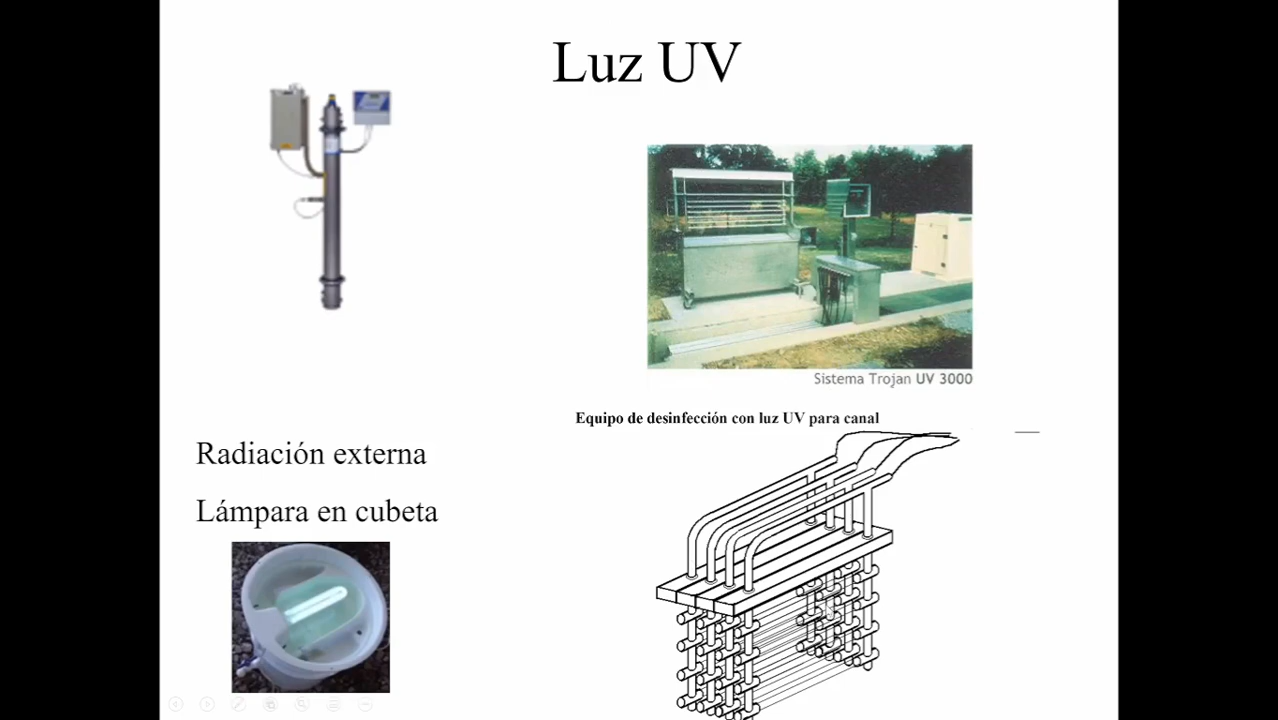 Luz UV
Sistema Trojan UV 3000
Equipo de desinfección con luz UV para canal
Radiación externa
Lámpara en cubeta